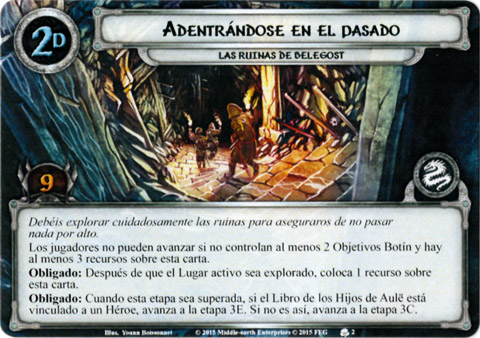 2D
Adentrándose en el pasado
Las ruinas de Belegost
9
Debéis explorar cuidadosamente las ruinas para aseguraros de no pasar
nada por alto.
Los jugadores no pueden avanzar si no controlan al menos 2 Objetivos Botín y hay
al menos 3 recursos sobre esta carta.
Obligado: Después de que el Lugar activo sea explorado, coloca 1 recurso sobre
esta carta.
Obligado: Cuando esta etapa sea superada, si el Libro de los Hijos de Aulë está
vinculado a un Héroe, avanza a la etapa 3E. Si no es así, avanza a la etapa 3C.
Illus. Yoann Boissonnet © 2015 Middle-earth Enterprises © 2015 FFG 2